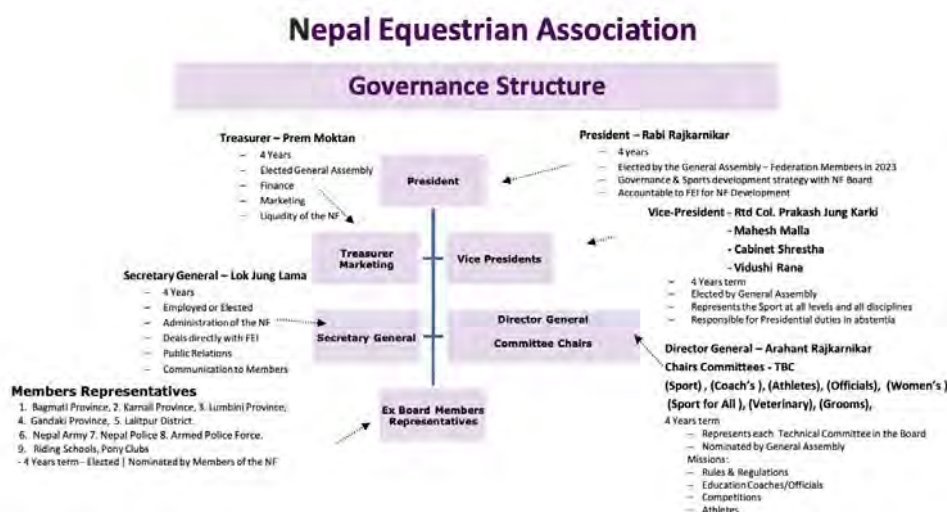 Nepal Equestrian Association
Governance Structure
Treasurer – Prem Moktan
– 4 Years
– Elected General Assembly
– Finance
– Marketing
– Liquidity of the NF
President – Rabi Rajkarnikar
– 4 years
– Elected by the General Assembly – Federation Members in 2023
– Governance & Sports development strategy with NF Board
– Accountable to FEI for NF Development
President
Vice-President - Rtd Col. Prakash Jung Karki
- Mahesh Malla
- Cabinet Shrestha
- Vidushi Rana
– 4 Years term
– Elected by General Assembly
– Represents the Sport at all levels and all disciplines
– Responsible for Presidential duties in abstentia
Treasurer
Marketing
Vice Presidents
Secretary General – Lok Jung Lama
– 4 Years
– Employed or Elected
– Administration of the NF
– Deals directly with FEI
– Public Relations
– Communication to Members
Secretary General
Director General
Committee Chairs
Director General – Arahant Rajkarnikar
Chairs Committees - TBC
(Sport) , (Coach's ), (Athletes), (Officials), (Women's )
(Sport for All ), (Veterinary), (Grooms),
4 Years term
– Represents each Technical Committee in the Board
– Nominated by General Assembly
Missions:
– Rules & Regulations
– Education Coaches/Officials
– Competitions
– Athletes
Members Representatives
1. Bagmati Province, 2. Karnali Province, 3. Lumbini Province,
4. Gandaki Province, 5. Lalitpur District.
6. Nepal Army 7. Nepal Police 8. Armed Police Force.
9. Riding Schools, Pony Clubs
- 4 Years term – Elested | Nominated by Members of the NF
Ex Board Members
Representatives